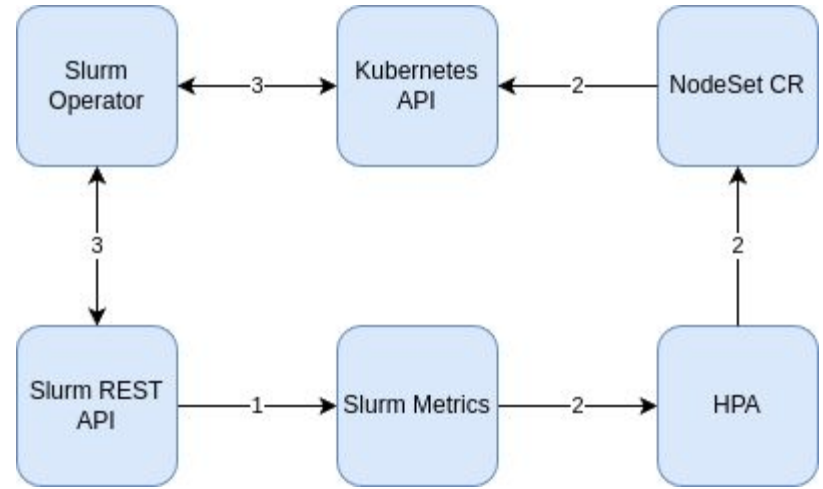 Slurm
Operator
3
Kubernetes
API
2
NodeSet CR
3
2
Slurm REST
API
1
Slurm Metrics
2
HPA